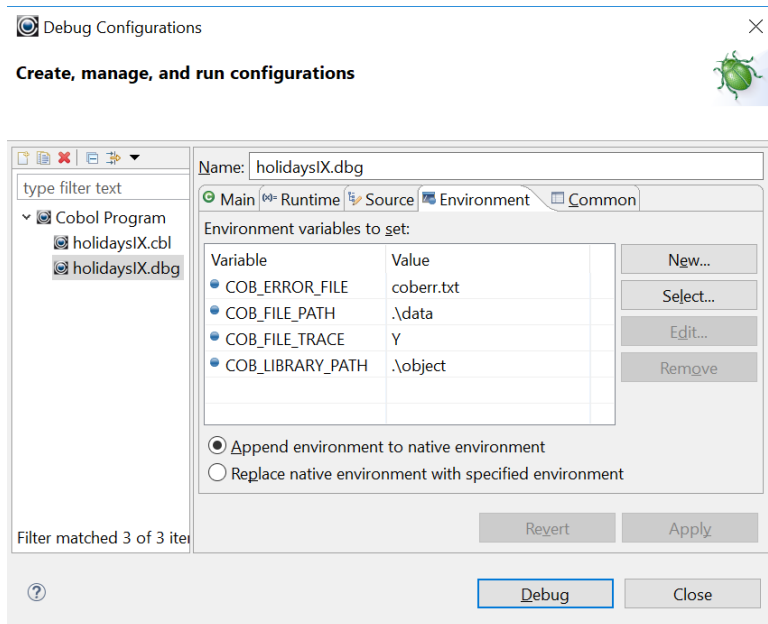 Debug Configurations
Create, manage, and run configurations
Name: holidaysIX.dbg
type filter text
Main Runtime Source Environment Common
Cobol Program
holidaysIX.cbl
holidaysIX.dbg
Environment variables to set:
Variable Value
COB_ERROR_FILE coberr.txt
COB_FILE_PATH .\data
COB_FILE_TRACE Y
COB_LIBRARY_PATH .\object
New...
Select...
Edit...
Remove
Append environment to native environment
Replace native environment with specified environment
Filter matched 3 of 3 iter
Revert Apply
? Debug Close